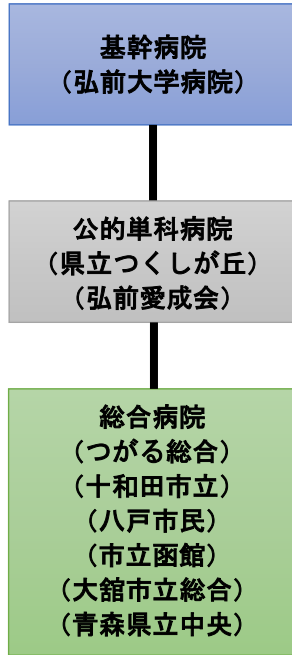 基幹病院
（弘前大学病院）
公的単科病院
（県立つくしが丘）
（弘前愛成会）
総合病院
（つがる総合）
（十和田市立）
（八戸市民）
（市立函館）
（大舘市立総合）
（青森県立中央）